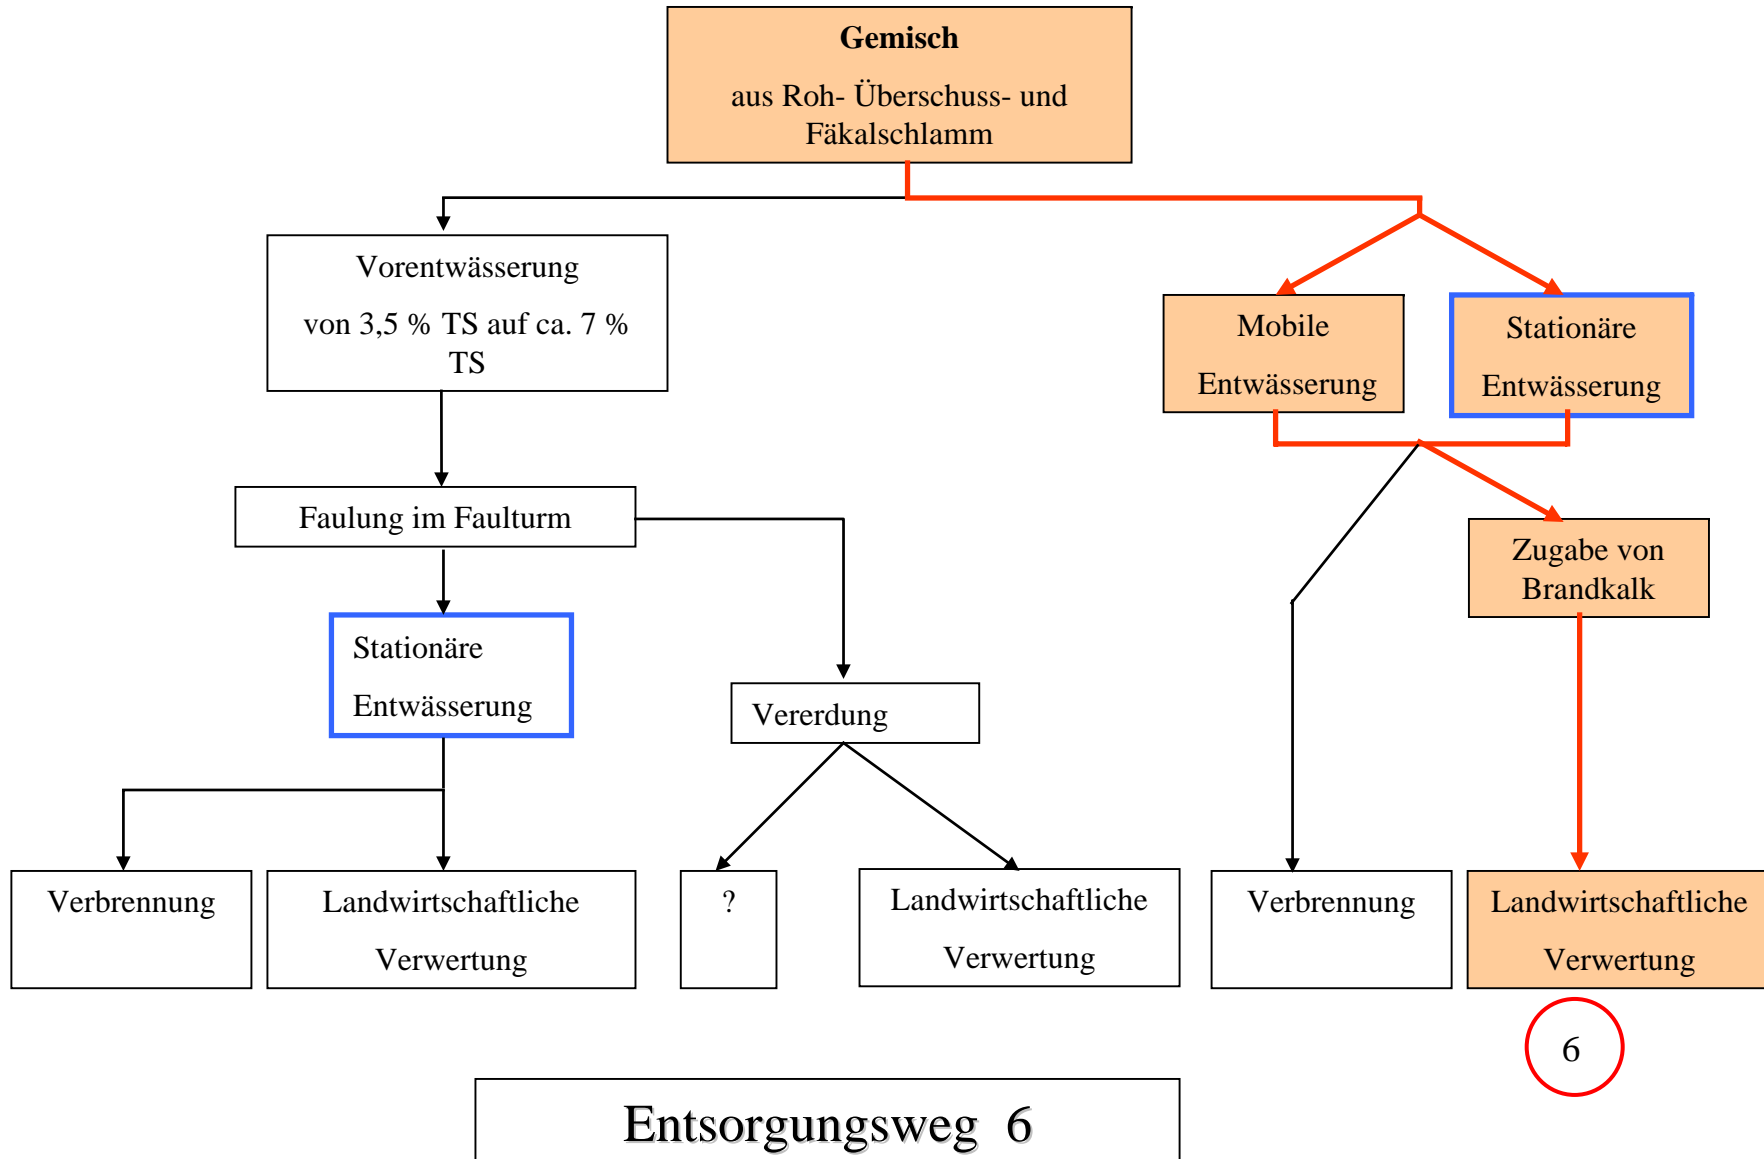 Gemisch
aus Roh- Überschuss- und
Fäkalschlamm
Vorentwässerung
von 3,5 % TS auf ca. 7 %
TS
Mobile
Entwässerung
Stationäre
Entwässerung
Faulung im Faulturm
Zugabe von
Brandkalk
Stationäre
Entwässerung
Vererdung
Verbrennung
Landwirtschaftliche
Verwertung
?
Landwirtschaftliche
Verwertung
Verbrennung
Landwirtschaftliche
Verwertung
6
Entsorgungsweg 6